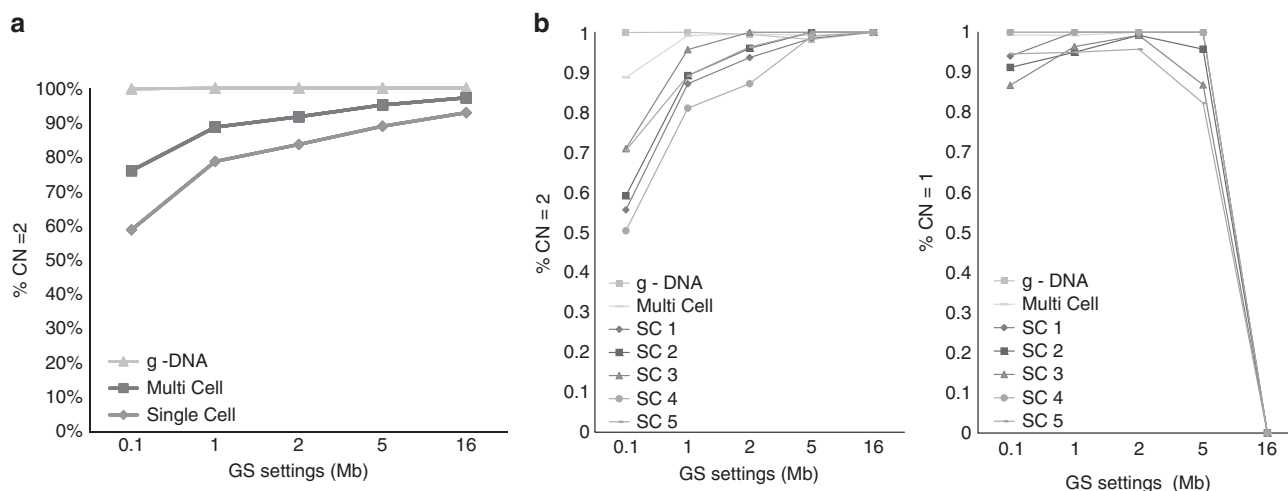 a
% CN =2
100%
90%
80%
70%
60%
50%
40%
30%
20%
10%
0%
g -DNA
Multi Cell
Single Cell
0.1 1 2 5 16
GS settings (Mb)
b
% CN = 2
1
0.9
0.8
0.7
0.6
0.5
0.4
0.3
0.2
0.1
0
g - DNA
Multi Cell
SC 1
SC 2
SC 3
SC 4
SC 5
0.1 1 2 5 16
GS settings (Mb)
% CN = 1
1
0.9
0.8
0.7
0.6
0.5
0.4
0.3
0.2
0.1
0
g - DNA
Multi Cell
SC 1
SC 2
SC 3
SC 4
SC 5
0.1 1 2 5 16
GS settings (Mb)